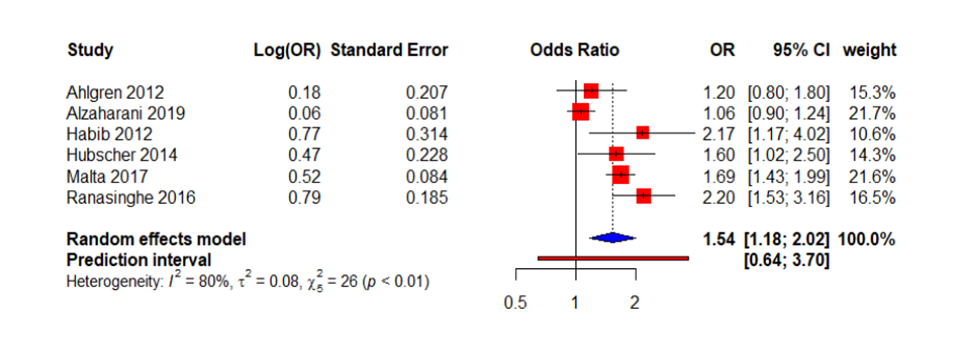 Study Log(OR) Standard Error Odds Ratio OR 95% CI weight
Ahlgren 2012 0.18 0.207 1.20 [0.80; 1.80] 15.3%
Alzaharani 2019 0.06 0.081 1.06 [0.90; 1.24] 21.7%
Habib 2012 0.77 0.314 2.17 [1.17; 4.02] 10.6%
Hubscher 2014 0.47 0.228 1.60 [1.02; 2.50] 14.3%
Malta 2017 0.52 0.084 1.69 [1.43; 1.99] 21.6%
Ranasinghe 2016 0.79 0.185 2.20 [1.53; 3.16] 16.5%
Random effects model 1.54 [1.18; 2.02] 100.0%
Prediction interval [0.64; 3.70]
Heterogeneity: I² = 80%, τ² = 0.08, χ²₅ = 26 (p < 0.01)
0.5 1 2